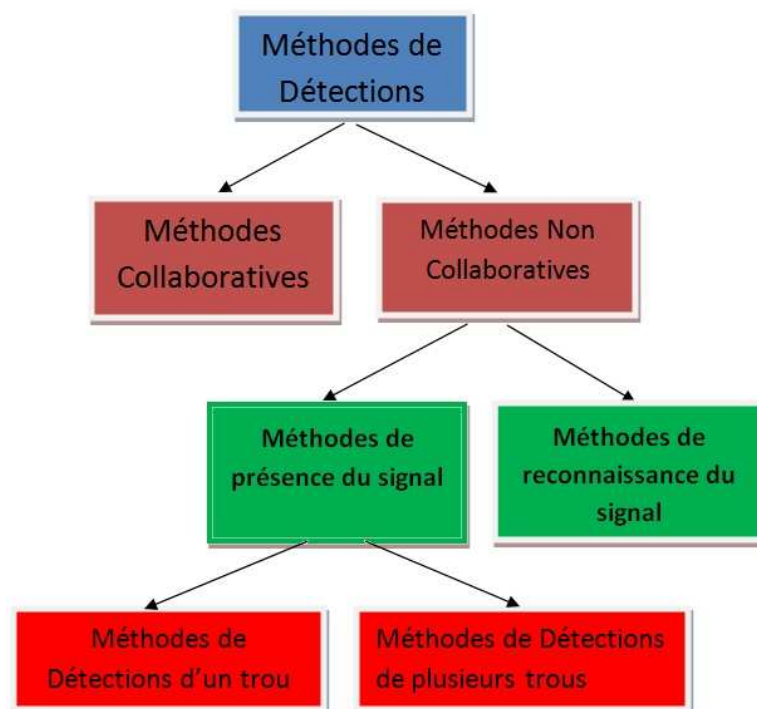 Méthodes de
Détections
Méthodes
Collaboratives
Méthodes Non
Collaboratives
Méthodes de
présence du signal
Méthodes de
reconnaissance du
signal
Méthodes de
Détections d’un trou
Méthodes de Détections
de plusieurs trous